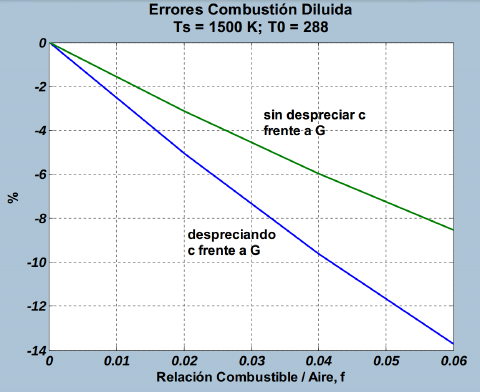 Errores Combustión Diluida
Ts = 1500 K; T0 = 288
0
-2
-4
-6
-8
-10
-12
-14
%
sin despreciar c
frente a G
despreciando
c frente a G
0
0.01
0.02
0.03
0.04
0.05
0.06
Relación Combustible / Aire, f